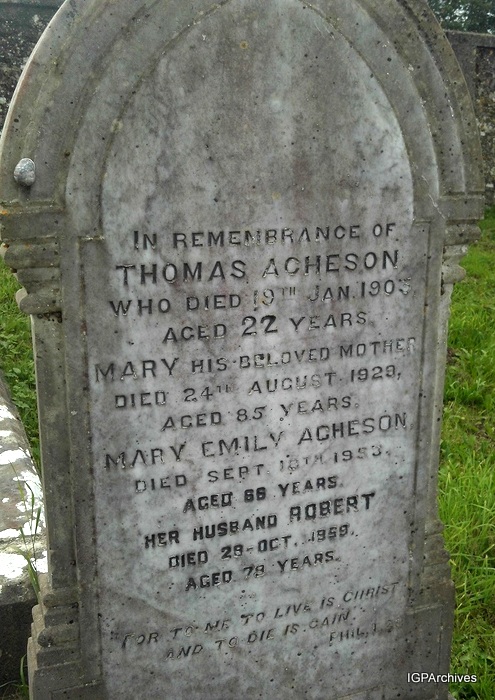 IN REMEMBRANCE OF
THOMAS ACHESON
WHO DIED 19TH JAN. 1903
AGED 22 YEARS
MARY HIS BELOVED MOTHER
DIED 24TH AUGUST. 1929,
AGED 85 YEARS.
MARY EMILY ACHESON,
DIED SEPT. 1953,
AGED 66 YEARS.
HER HUSBAND ROBERT
DIED 29 OCT. 1959,
AGED 79 YEARS.
"FOR TO ME TO LIVE IS CHRIST
AND TO DIE IS GAIN."
PHIL.
IGPArchives